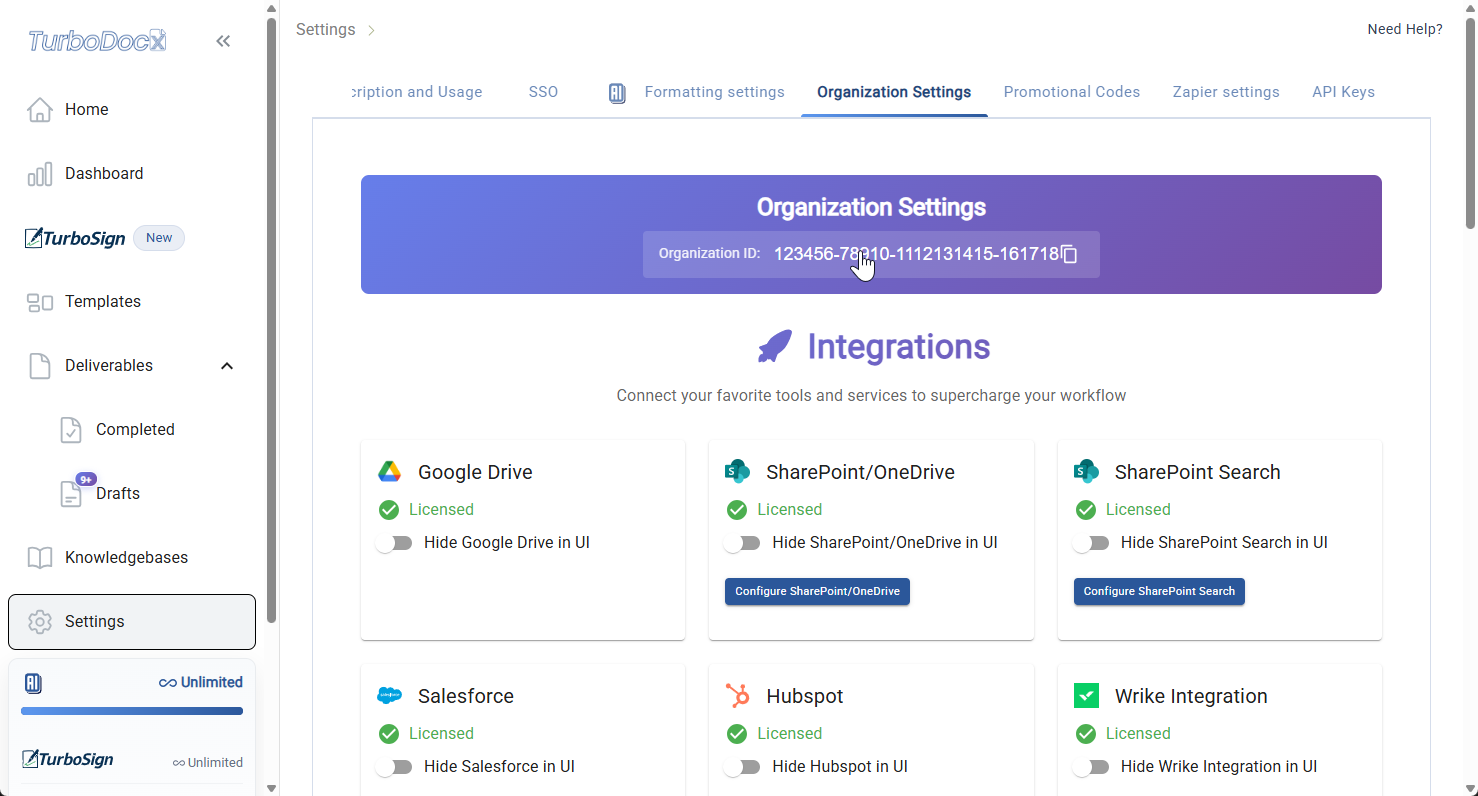 TurboDocX
Home
Dashboard
TurboSign New
Templates
Deliverables
Completed
9+
Drafts
Knowledgebases
Settings
Unlimited
TurboSign Unlimited
Settings
Need Help?
cription and Usage SSO Formatting settings Organization Settings Promotional Codes Zapier settings API Keys
Organization Settings
Organization ID: 123456-78910-1112131415-161718
Integrations
Connect your favorite tools and services to supercharge your workflow
Google Drive
Licensed
Hide Google Drive in UI
SharePoint/OneDrive
Licensed
Hide SharePoint/OneDrive in UI
Configure SharePoint/OneDrive
SharePoint Search
Licensed
Hide SharePoint Search in UI
Configure SharePoint Search
Salesforce
Licensed
Hide Salesforce in UI
Hubspot
Licensed
Hide Hubspot in UI
Wrike Integration
Licensed
Hide Wrike Integration in UI